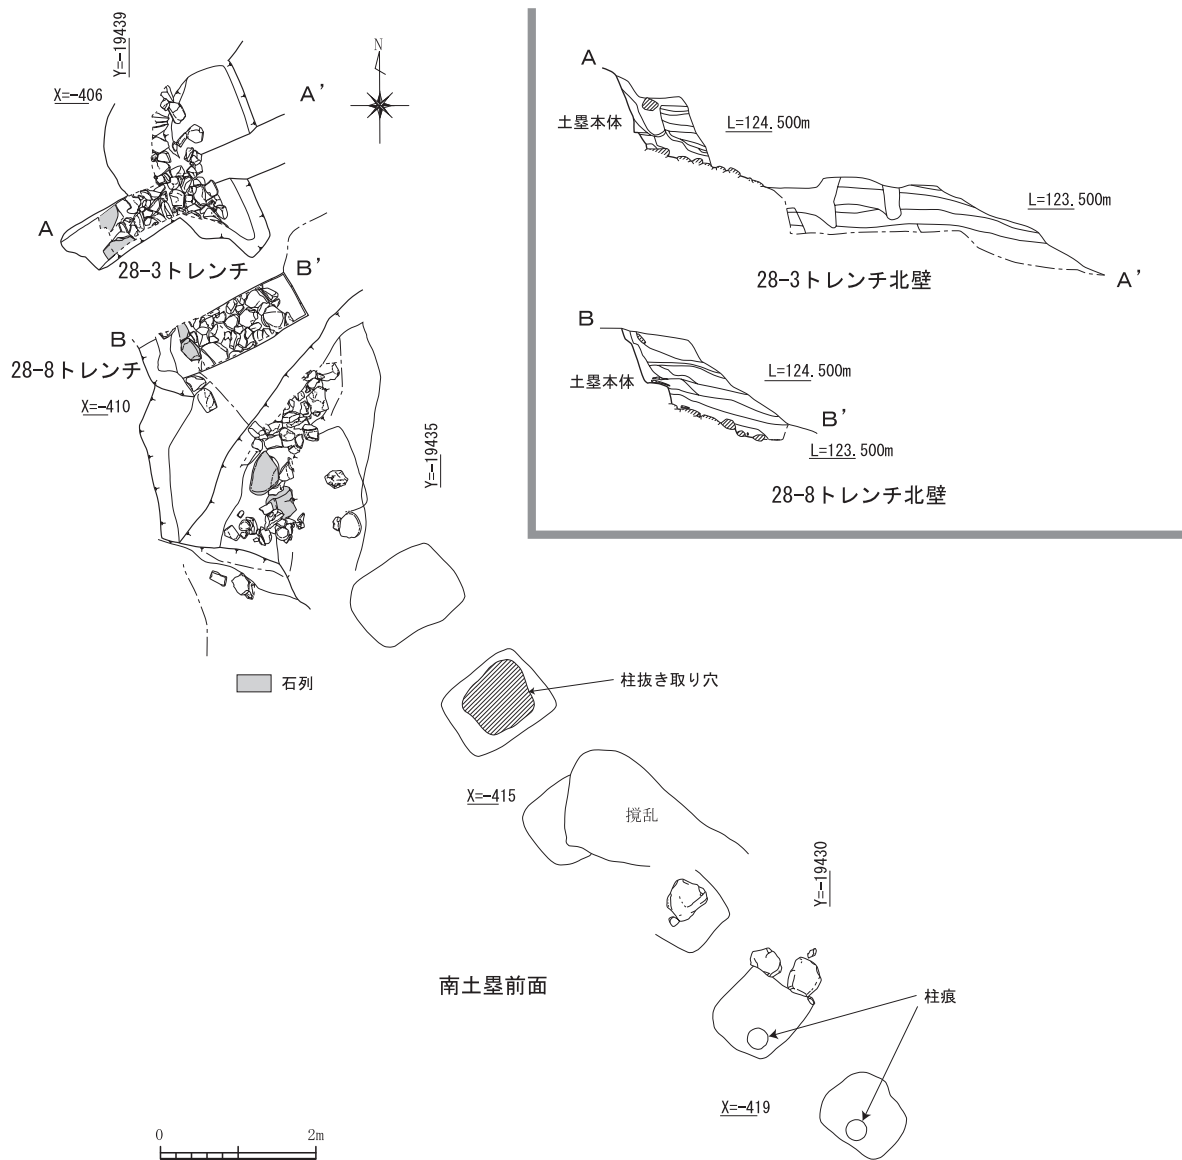 Y=-19439
X=-406
N
A'
A
28-3トレンチ
B'
B
28-8トレンチ
X=-410
Y=-19435
石列
柱抜き取り穴
X=-415
撹乱
Y=-19430
南土塁前面
柱痕
X=-419
0 2m
A
土塁本体
L=124.500m
L=123.500m
A'
28-3トレンチ北壁
B
土塁本体
L=124.500m
B'
L=123.500m
28-8トレンチ北壁